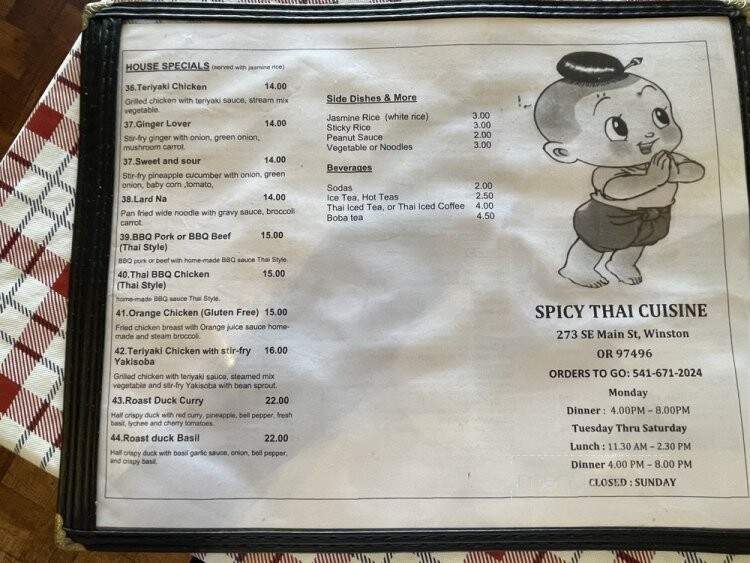 HOUSE SPECIALS (served with jasmine rice)
36.Teriyaki Chicken 14.00
Grilled chicken with teriyaki sauce, stream mix
vegetable.
37.Ginger Lover 14.00
Stir-fry ginger with onion, green onion,
mushroom carrot.
37.Sweet and sour 14.00
Stir-fry pineapple cucumber with onion, green
onion, baby corn ,tomato,
38.Lard Na 14.00
Pan fried wide noodle with gravy sauce, broccoli
carrot.
39.BBQ Pork or BBQ Beef 15.00
(Thai Style)
BBQ pork or beef with home-made BBQ sauce Thai Style.
40.Thai BBQ Chicken 15.00
(Thai Style)
home-made BBQ sauce Thai Style.
41.Orange Chicken (Gluten Free) 15.00
Fried chicken breast with Orange juice sauce home-
made and steam broccoli.
42.Teriyaki Chicken with stir-fry 16.00
Yakisoba
Grilled chicken with teriyaki sauce, steamed mix
vegetable and stir-fry Yakisoba with bean sprout.
43.Roast Duck Curry 22.00
Half crispy duck with red curry, pineapple, bell pepper, fresh
basil, lychee and cherry tomatoes.
44.Roast duck Basil 22.00
Half crispy duck with basil garlic sauce, onion, bell pepper,
and crispy basil.
Side Dishes & More
Jasmine Rice (white rice) 3.00
Sticky Rice 3.00
Peanut Sauce 2.00
Vegetable or Noodles 3.00
Beverages
Sodas 2.00
Ice Tea, Hot Teas 2.50
Thai Iced Tea, or Thai Iced Coffee 4.00
Boba tea 4.50
SPICY THAI CUISINE
273 SE Main St, Winston
OR 97496
ORDERS TO GO: 541-671-2024
Monday
Dinner : 4.00PM – 8.00PM
Tuesday Thru Saturday
Lunch : 11.30 AM – 2.30 PM
Dinner 4.00 PM – 8.00 PM
CLOSED : SUNDAY